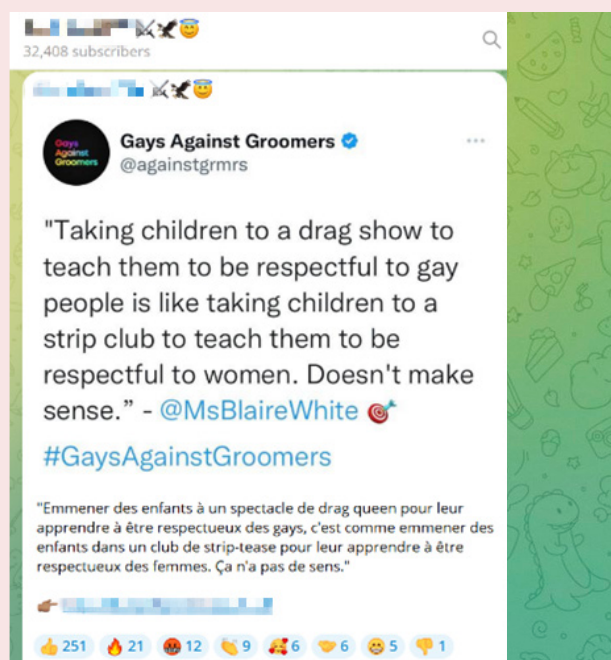 32,408 subscribers
Gays
Against
Groomers
Gays Against Groomers
@againstgrmrs
"Taking children to a drag show to
teach them to be respectful to gay
people is like taking children to a
strip club to teach them to be
respectful to women. Doesn't make
sense.” - @MsBlaireWhite 🎯
#GaysAgainstGroomers
"Emmener des enfants à un spectacle de drag queen pour leur
apprendre à être respectueux des gays, c'est comme emmener des
enfants dans un club de strip-tease pour leur apprendre à être
respectueux des femmes. Ça n'a pas de sens."
👍 251 🔥 21 🤬 12 👏 9 🥰 6 🤝 6 😁 5 👎 1